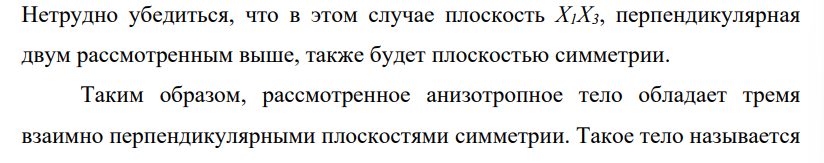 Нетрудно убедиться, что в этом случае плоскость X1X3, перпендикулярная
двум рассмотренным выше, также будет плоскостью симметрии.
Таким образом, рассмотренное анизотропное тело обладает тремя
взаимно перпендикулярными плоскостями симметрии. Такое тело называется